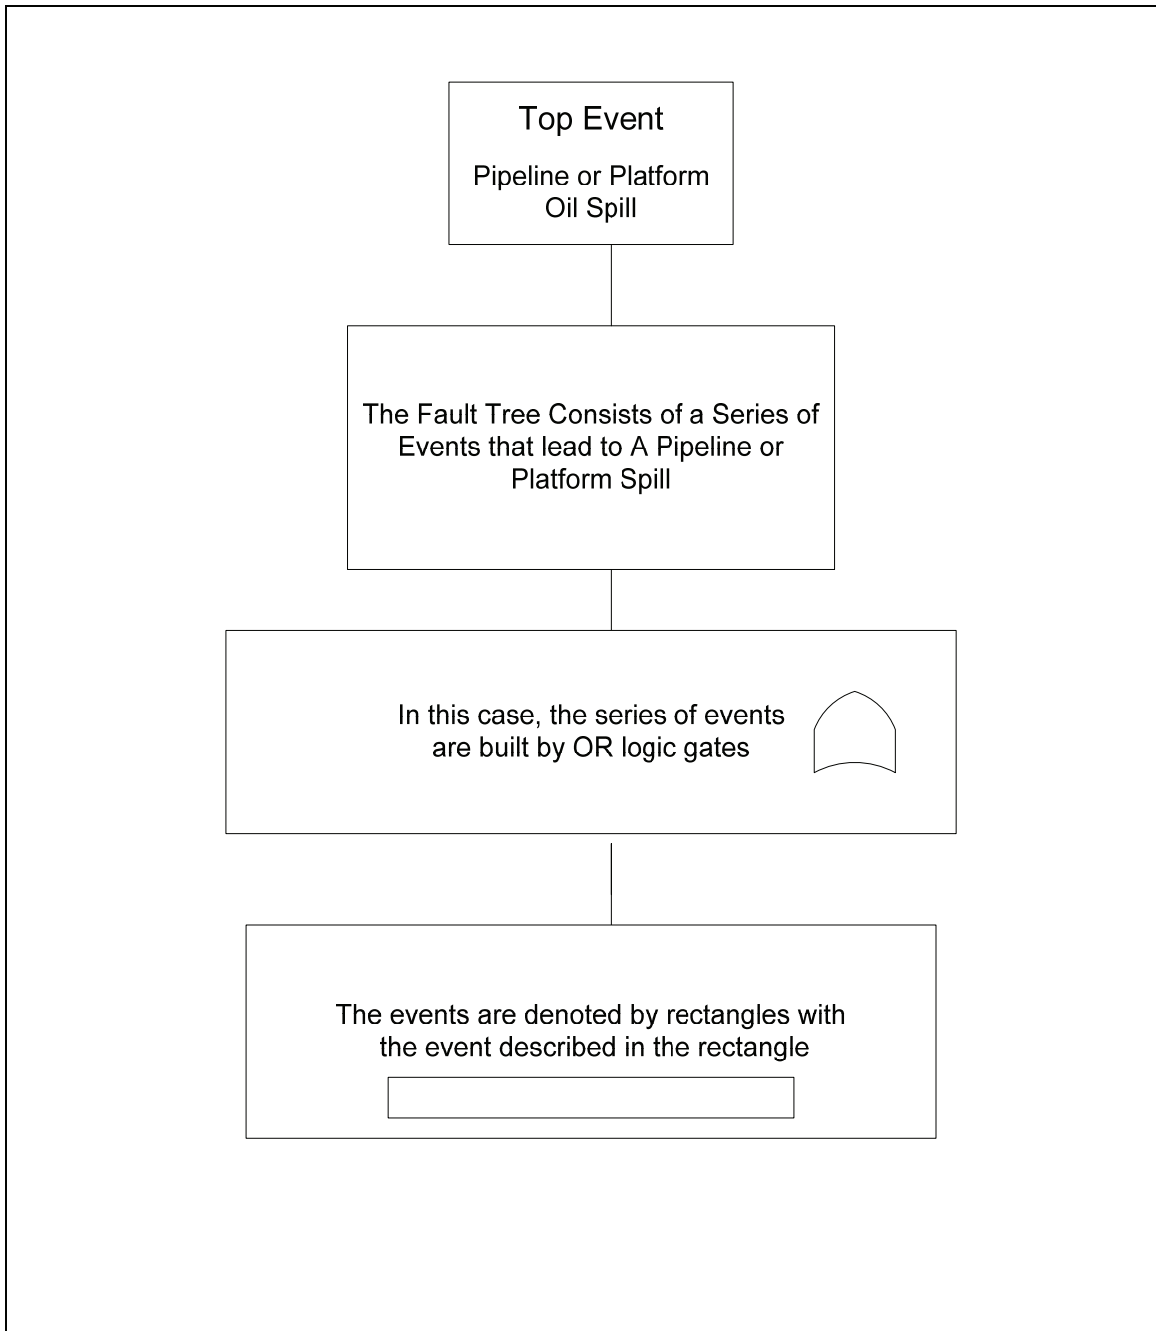 Top Event
Pipeline or Platform
Oil Spill
The Fault Tree Consists of a Series of
Events that lead to A Pipeline or
Platform Spill
In this case, the series of events
are built by OR logic gates
The events are denoted by rectangles with
the event described in the rectangle